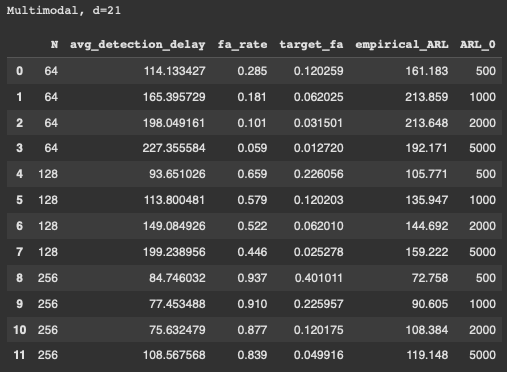 Multimodal, d=21
N avg_detection_delay fa_rate target_fa empirical_ARL ARL_0
0 64 114.133427 0.285 0.120259 161.183 500
1 64 165.395729 0.181 0.062025 213.859 1000
2 64 198.049161 0.101 0.031501 213.648 2000
3 64 227.355584 0.059 0.012720 192.171 5000
4 128 93.651026 0.659 0.226056 105.771 500
5 128 113.800481 0.579 0.120203 135.947 1000
6 128 149.084926 0.522 0.062010 144.692 2000
7 128 199.238956 0.446 0.025278 159.222 5000
8 256 84.746032 0.937 0.401011 72.758 500
9 256 77.453488 0.910 0.225957 90.605 1000
10 256 75.632479 0.877 0.120175 108.384 2000
11 256 108.567568 0.839 0.049916 119.148 5000